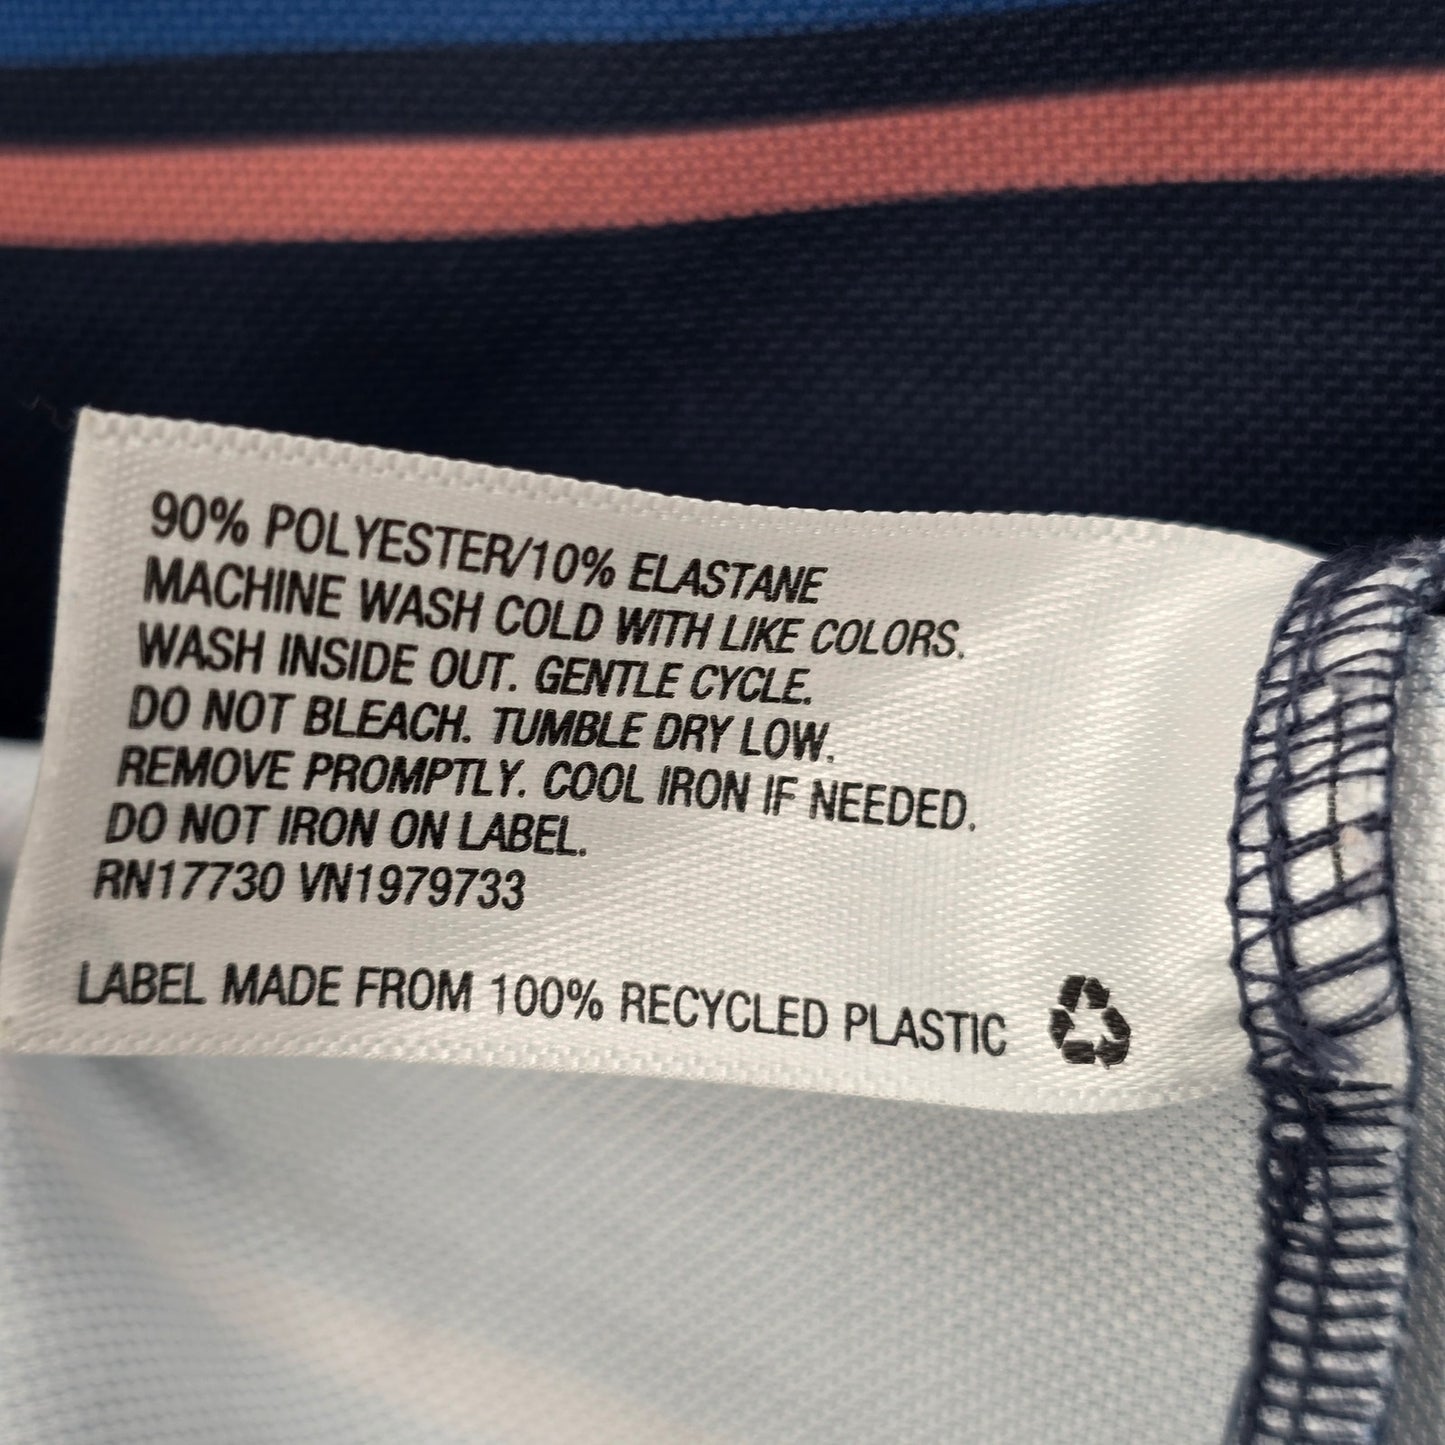 90% POLYESTER/10% ELASTANE
MACHINE WASH COLD WITH LIKE COLORS.
WASH INSIDE OUT. GENTLE CYCLE.
DO NOT BLEACH. TUMBLE DRY LOW.
REMOVE PROMPTLY. COOL IRON IF NEEDED.
DO NOT IRON ON LABEL.
RN17730 VN1979733
LABEL MADE FROM 100% RECYCLED PLASTIC